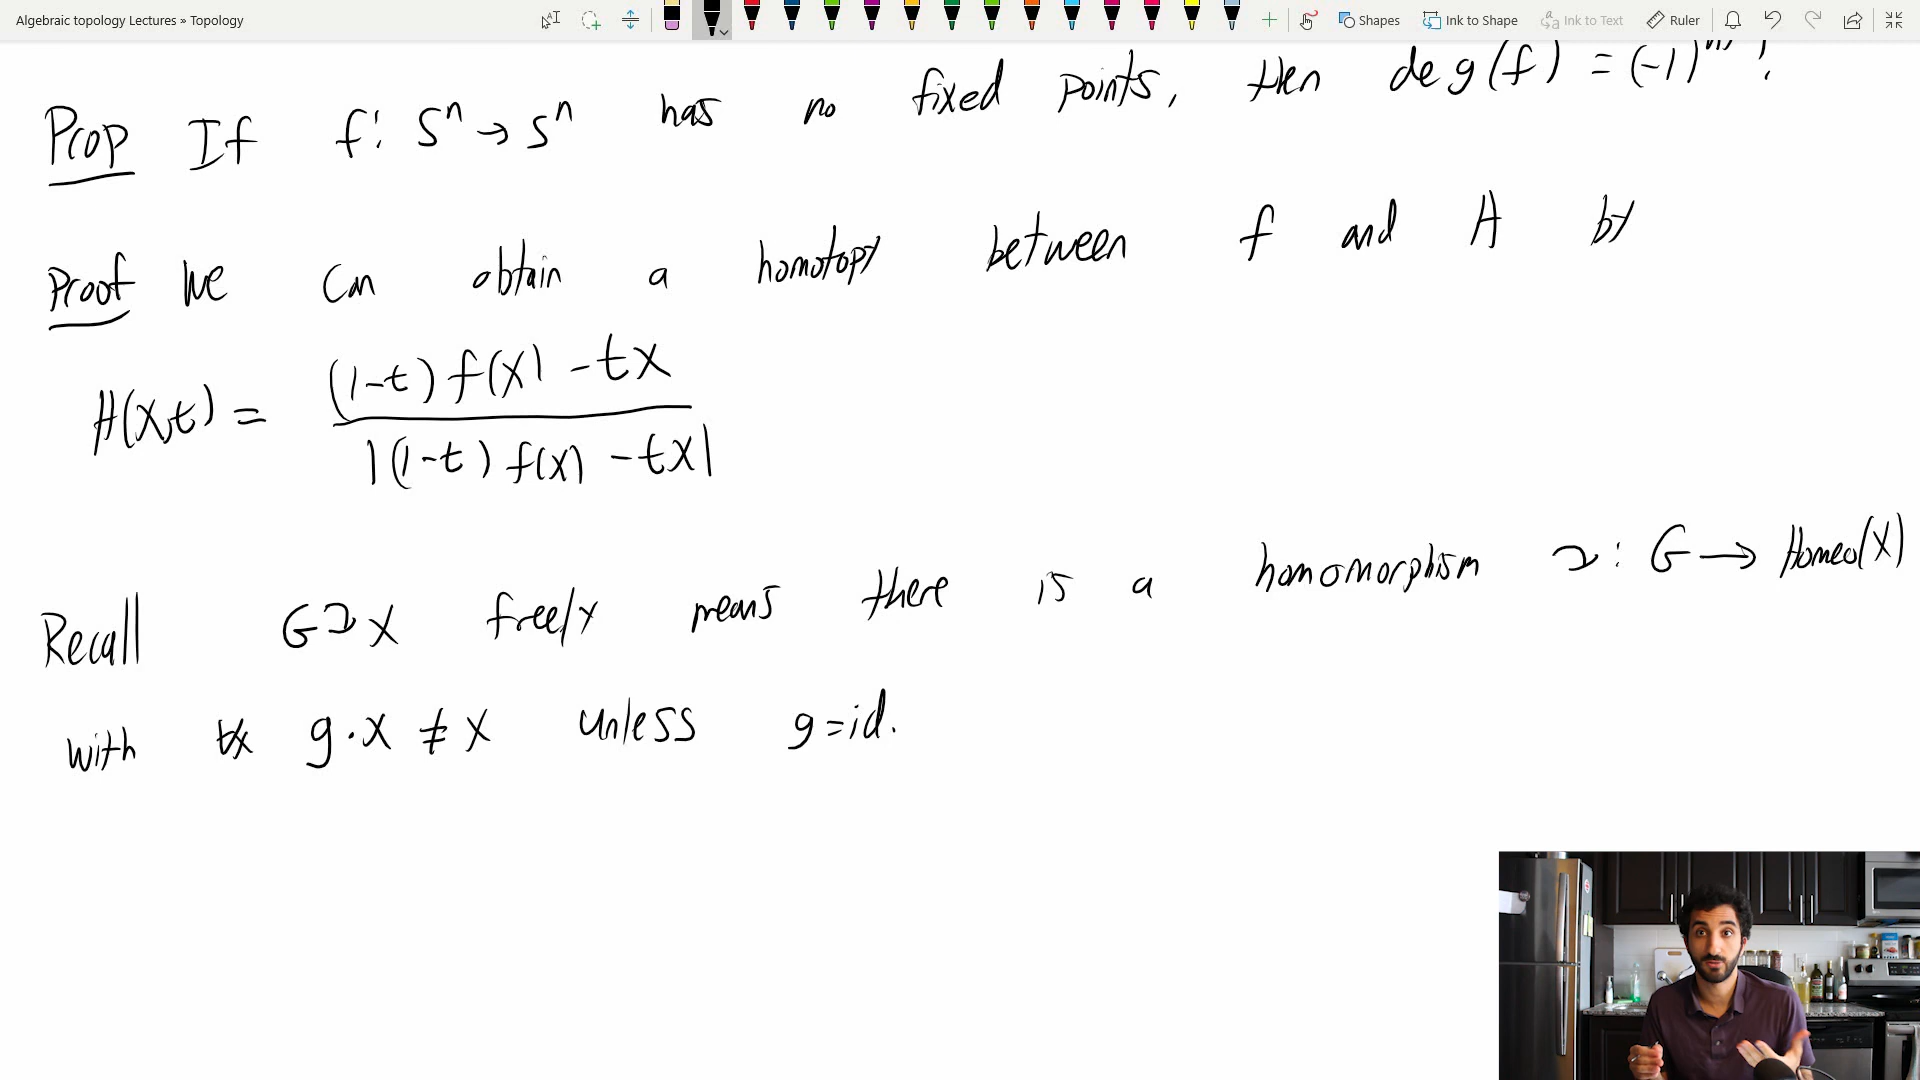 Algebraic topology Lectures » Topology
Shapes Ink to Shape Ink to Text Ruler
Prop If f: Sⁿ → Sⁿ has no fixed points, then deg(f) = (-1)ⁿ⁺¹.
Proof We can obtain a homotopy between f and A by
H(x,t) = ((1-t)f(x) - tx) / |(1-t)f(x) - tx|
Recall G ⊃ X freely means there is a homomorphism ⊃: G → Homeo(X)
with ∀x g·x ≠ x unless g = id.